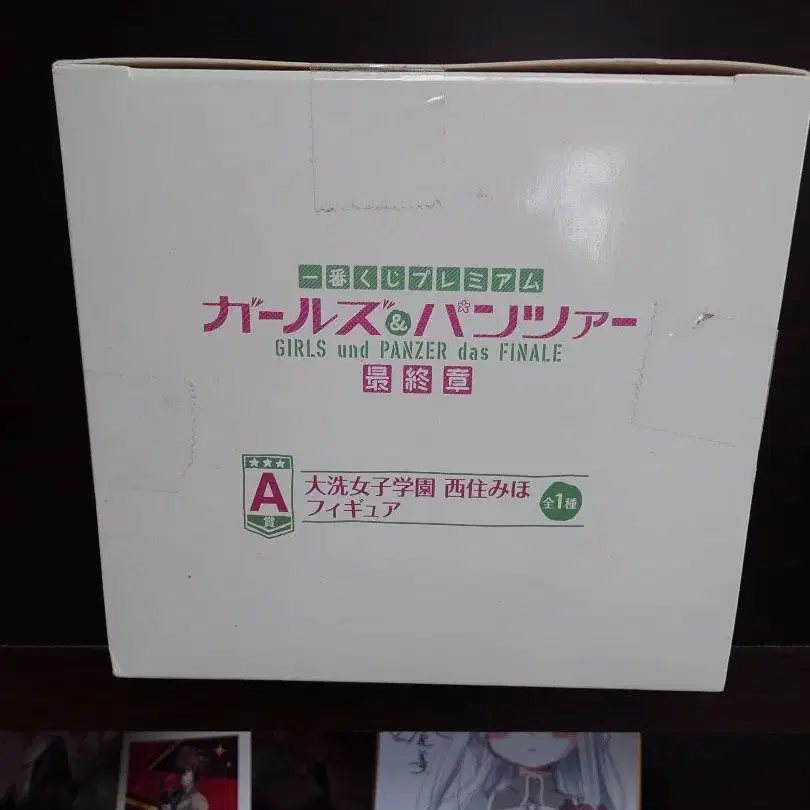 一番くじプレミアム
ガールズ&パンツァー
GIRLS und PANZER das FINALE
最終章
A賞
大洗女子学園 西住みほ
フィギュア
全1種